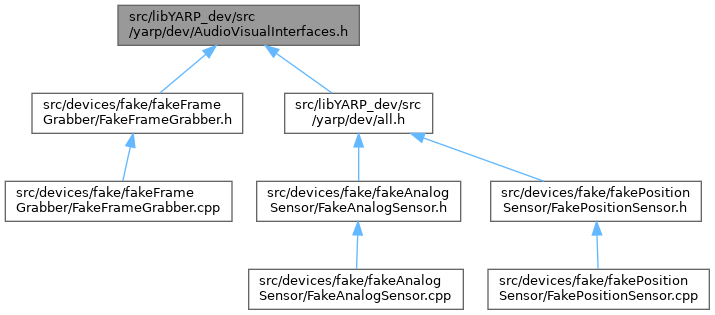 src/libYARP_dev/src
/yarp/dev/AudioVisualInterfaces.h
src/devices/fake/fakeFrame
Grabber/FakeFrameGrabber.h
src/libYARP_dev/src
/yarp/dev/all.h
src/devices/fake/fakeFrame
Grabber/FakeFrameGrabber.cpp
src/devices/fake/fakeAnalog
Sensor/FakeAnalogSensor.h
src/devices/fake/fakePosition
Sensor/FakePositionSensor.h
src/devices/fake/fakeAnalog
Sensor/FakeAnalogSensor.cpp
src/devices/fake/fakePosition
Sensor/FakePositionSensor.cpp